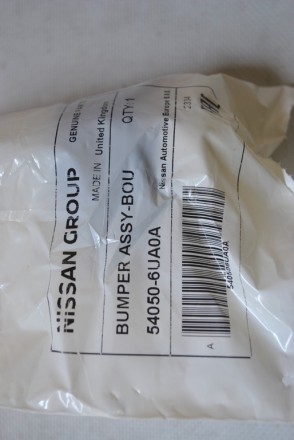 NISSAN GROUP
GENUINE
MADE IN United Kingdom
BUMPER ASSY-BOU QTY 1
54050-6UA0A
Nissan Automotive Europe S.A.S
2334
54050-6UA0A
A